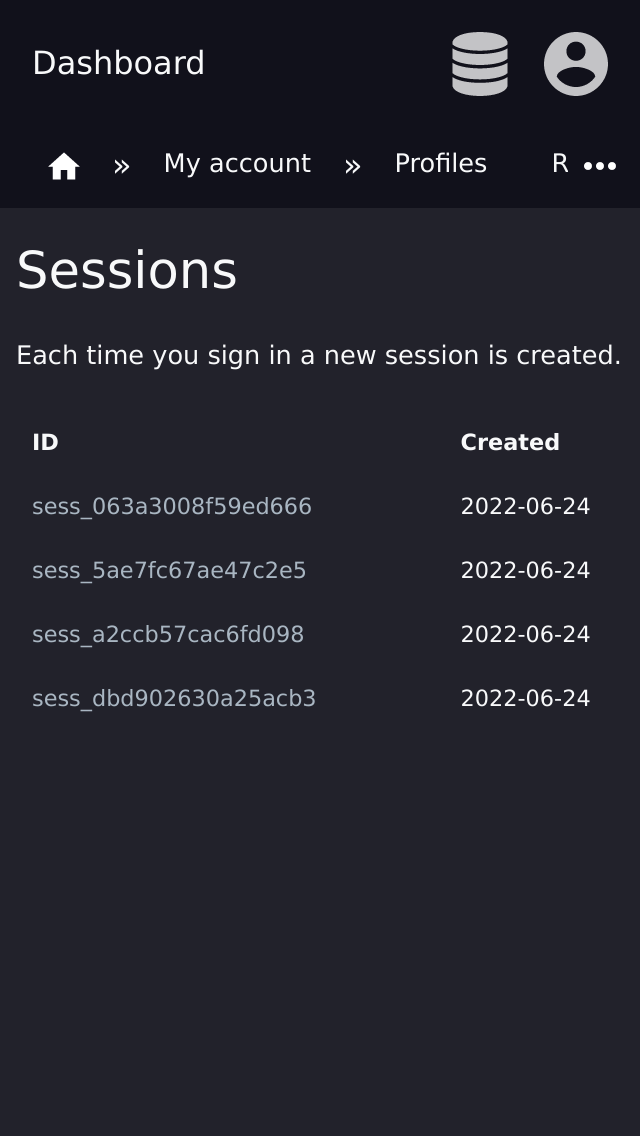 Dashboard
» My account » Profiles R •••
Sessions
Each time you sign in a new session is created.
ID Created
sess_063a3008f59ed666 2022-06-24
sess_5ae7fc67ae47c2e5 2022-06-24
sess_a2ccb57cac6fd098 2022-06-24
sess_dbd902630a25acb3 2022-06-24